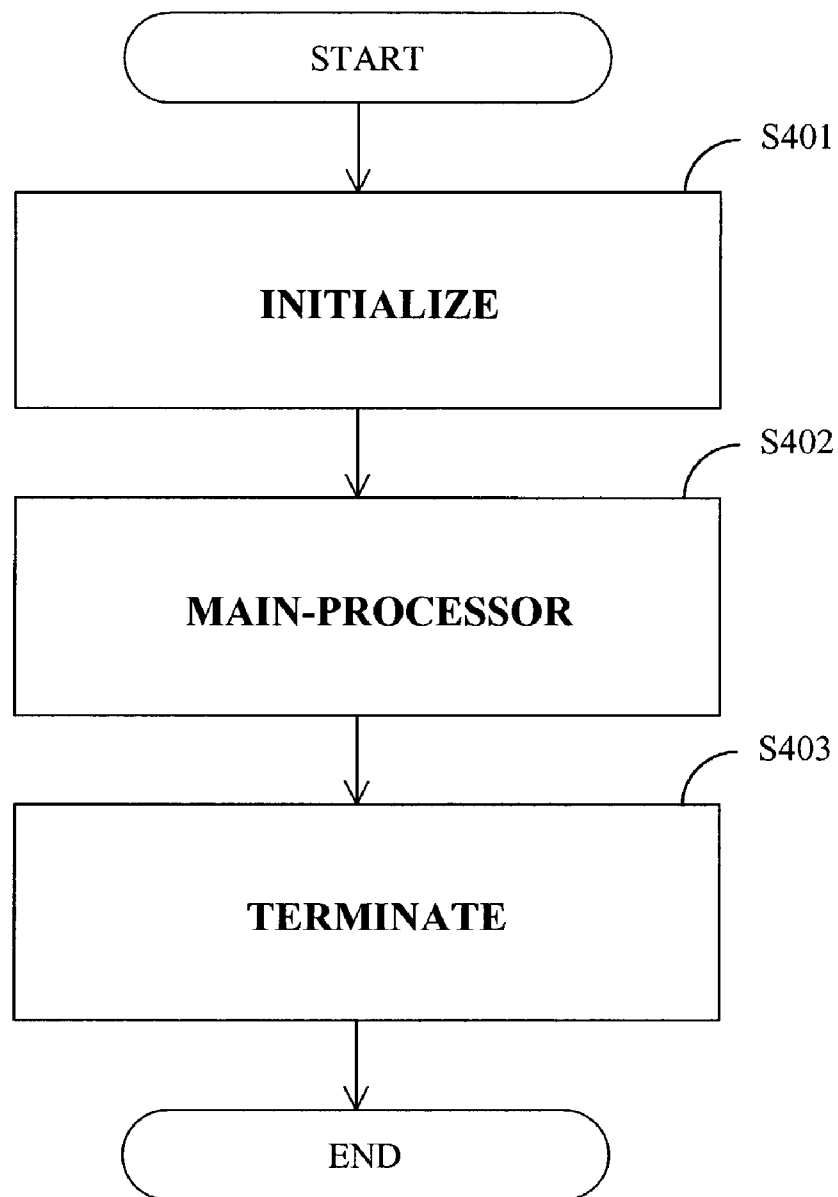 START
S401
INITIALIZE
S402
MAIN-PROCESSOR
S403
TERMINATE
END